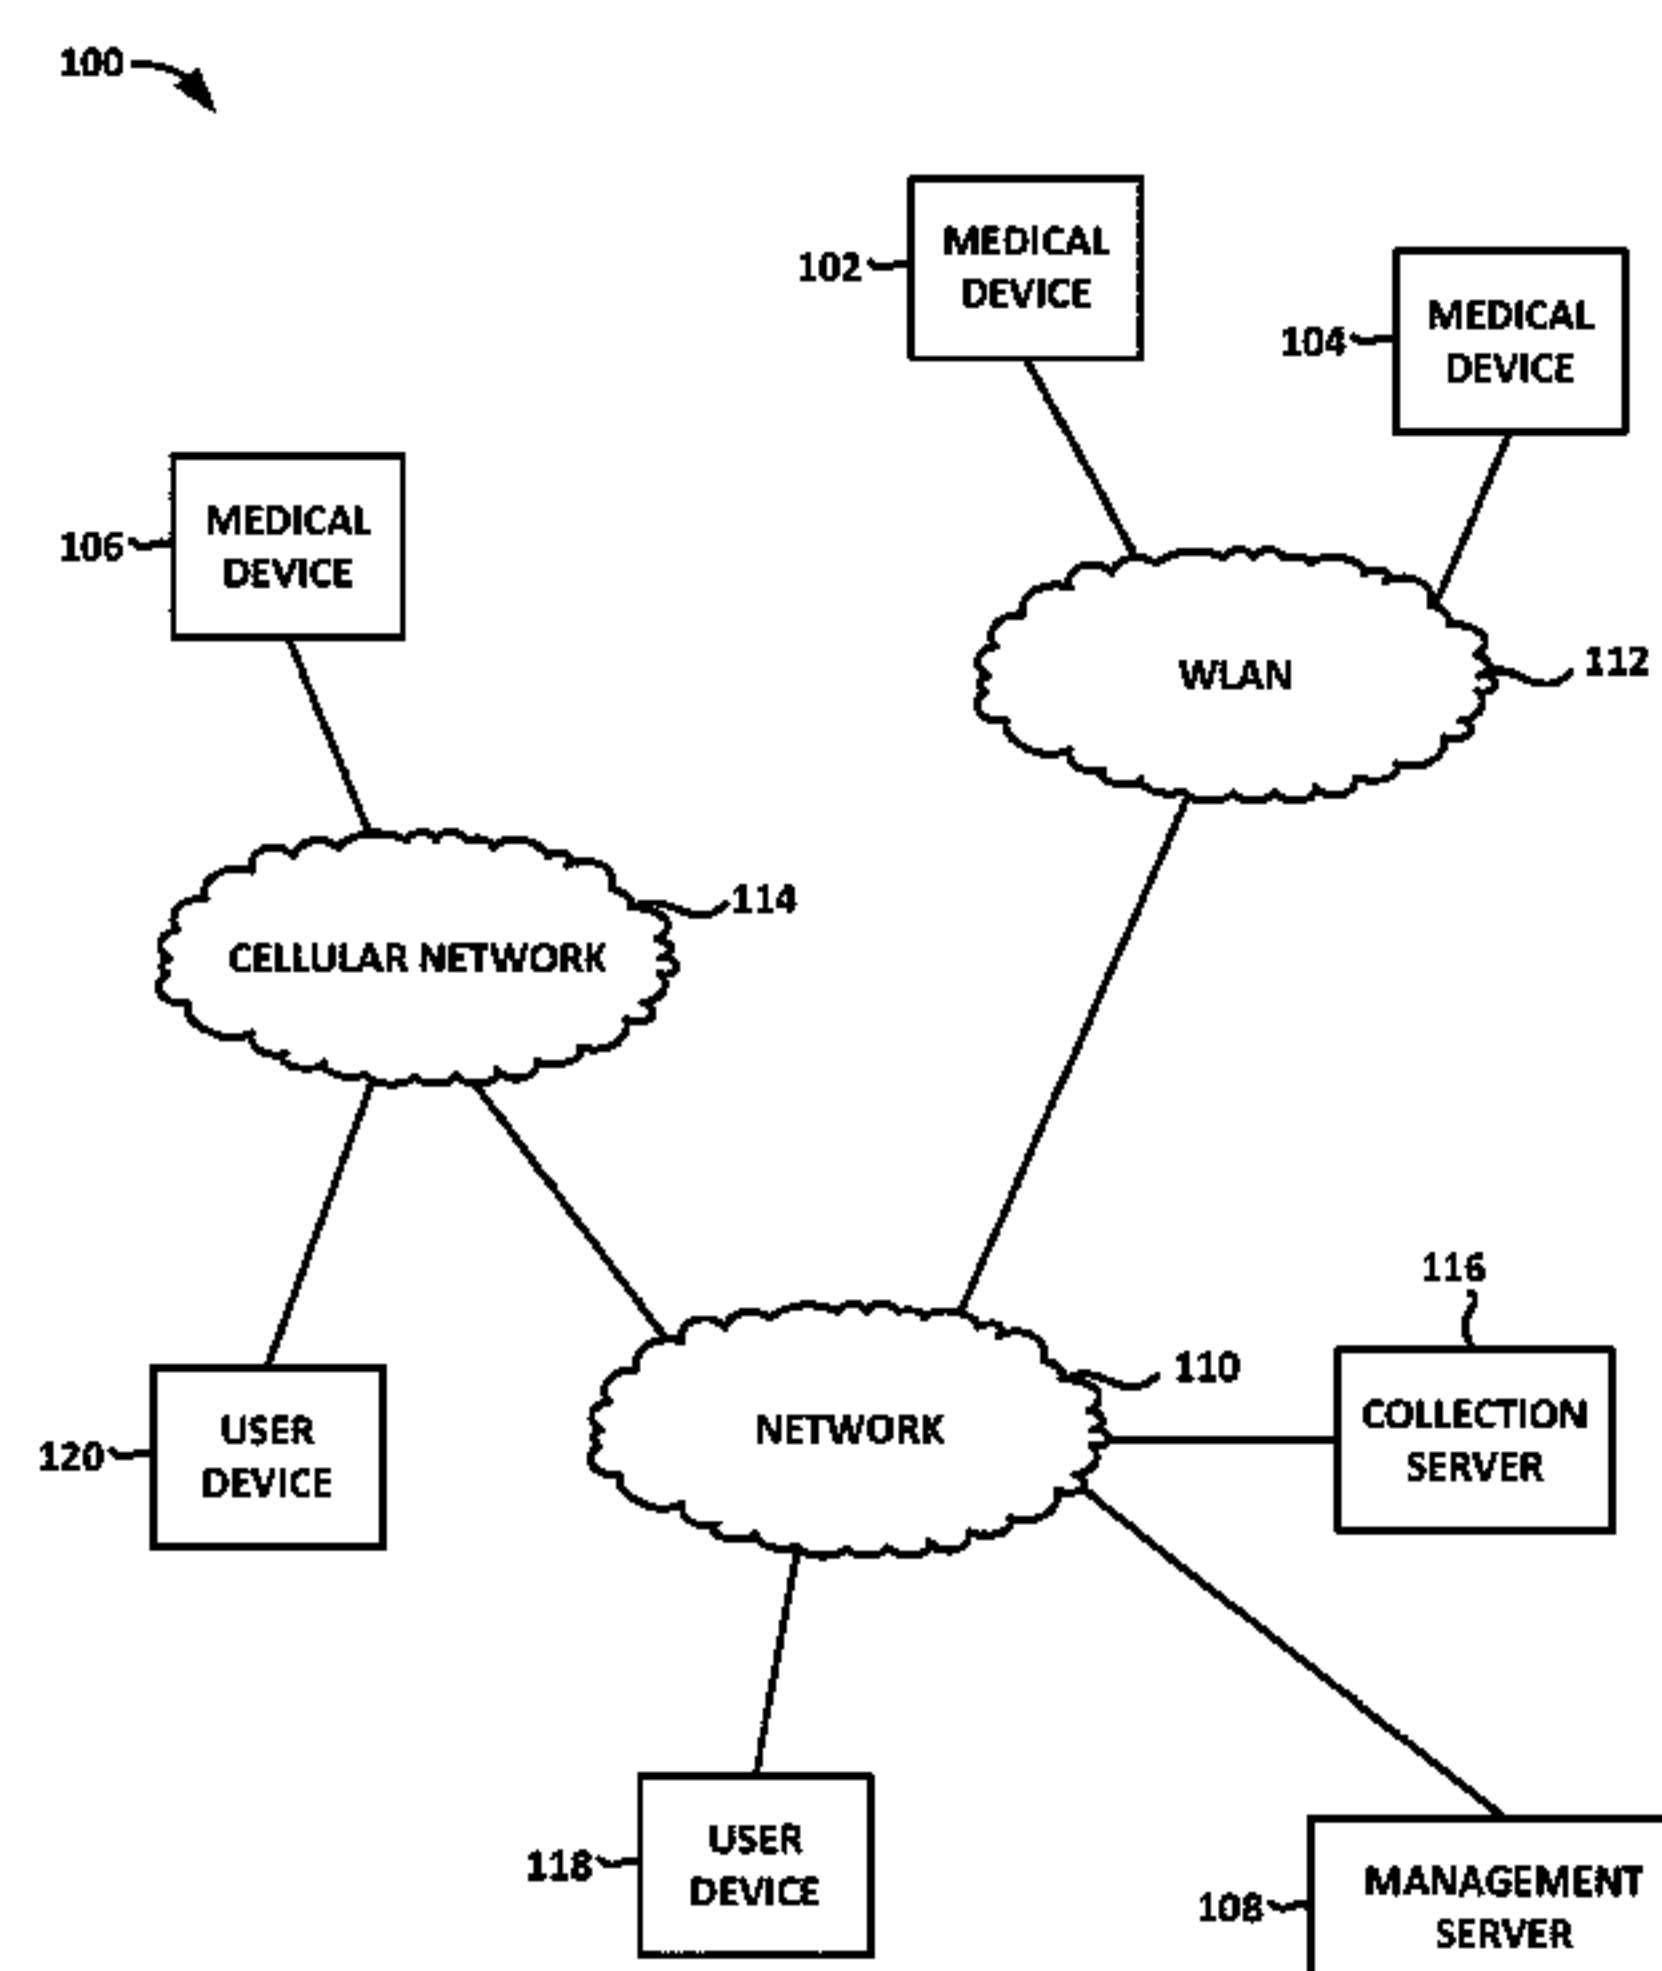 100
102
MEDICAL
DEVICE
104
MEDICAL
DEVICE
106
MEDICAL
DEVICE
WLAN
112
114
CELLULAR NETWORK
116
110
120
USER
DEVICE
NETWORK
COLLECTION
SERVER
118
USER
DEVICE
108
MANAGEMENT
SERVER